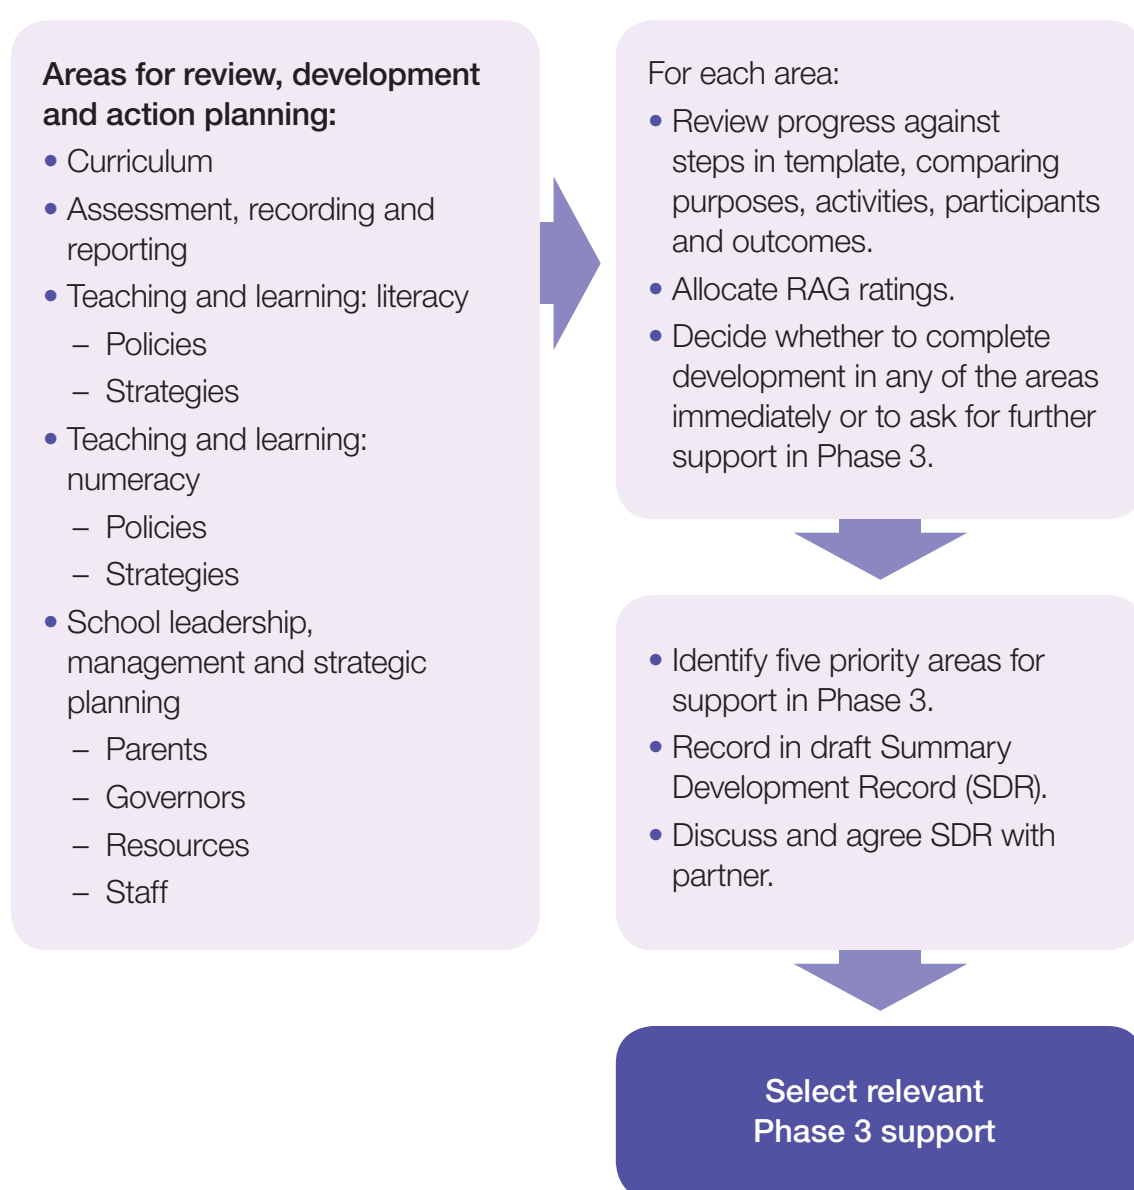 Areas for review, development
and action planning:
• Curriculum
• Assessment, recording and
reporting
• Teaching and learning: literacy
– Policies
– Strategies
• Teaching and learning:
numeracy
– Policies
– Strategies
• School leadership,
management and strategic
planning
– Parents
– Governors
– Resources
– Staff
For each area:
• Review progress against
steps in template, comparing
purposes, activities, participants
and outcomes.
• Allocate RAG ratings.
• Decide whether to complete
development in any of the areas
immediately or to ask for further
support in Phase 3.
• Identify five priority areas for
support in Phase 3.
• Record in draft Summary
Development Record (SDR).
• Discuss and agree SDR with
partner.
Select relevant
Phase 3 support